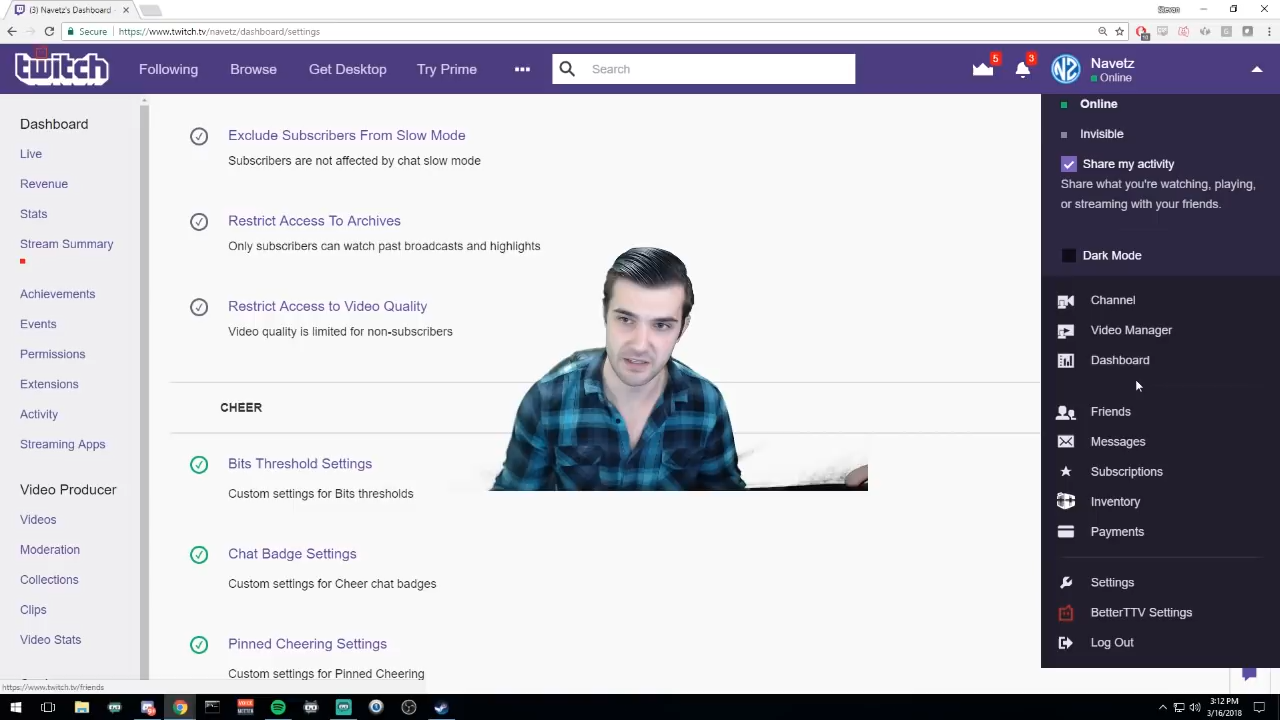 (3) Navetz's Dashboard -
Stevan
Secure
https://www.twitch.tv/navetz/dashboard/settings
twitch
Following
Browse
Get Desktop
Try Prime
Search
5
3
Navetz
Online
Dashboard
Live
Revenue
Stats
Stream Summary
Achievements
Events
Permissions
Extensions
Activity
Streaming Apps
Video Producer
Videos
Moderation
Collections
Clips
Video Stats
Exclude Subscribers From Slow Mode
Subscribers are not affected by chat slow mode
Restrict Access To Archives
Only subscribers can watch past broadcasts and highlights
Restrict Access to Video Quality
Video quality is limited for non-subscribers
CHEER
Bits Threshold Settings
Custom settings for Bits thresholds
Chat Badge Settings
Custom settings for Cheer chat badges
Pinned Cheering Settings
Custom settings for Pinned Cheering
Online
Invisible
Share my activity
Share what you're watching, playing,
or streaming with your friends.
Dark Mode
Channel
Video Manager
Dashboard
Friends
Messages
Subscriptions
Inventory
Payments
Settings
BetterTTV Settings
Log Out
https://www.twitch.tv/friends
3:12 PM
3/16/2018